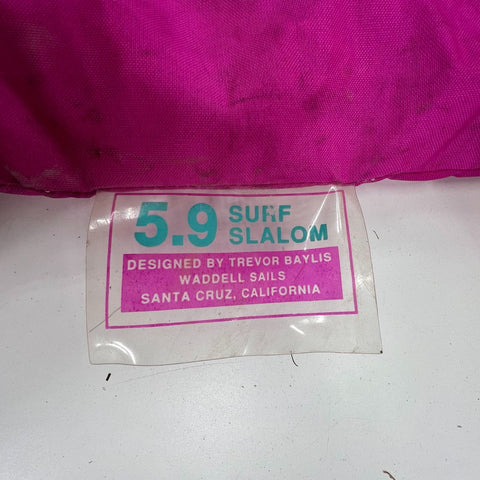 5.9 SURF
SLALOM
DESIGNED BY TREVOR BAYLIS
WADDELL SAILS
SANTA CRUZ, CALIFORNIA